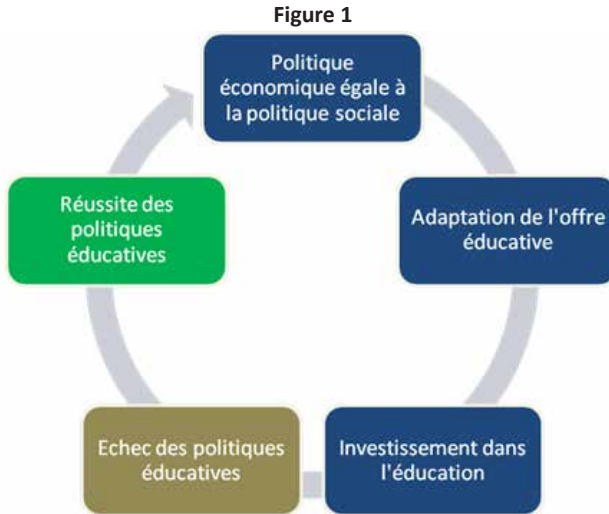 Figure 1
Politique
économique égale à
la politique sociale
Adaptation de l'offre
éducative
Investissement dans
l'éducation
Echec des politiques
éducatives
Réussite des
politiques
éducatives